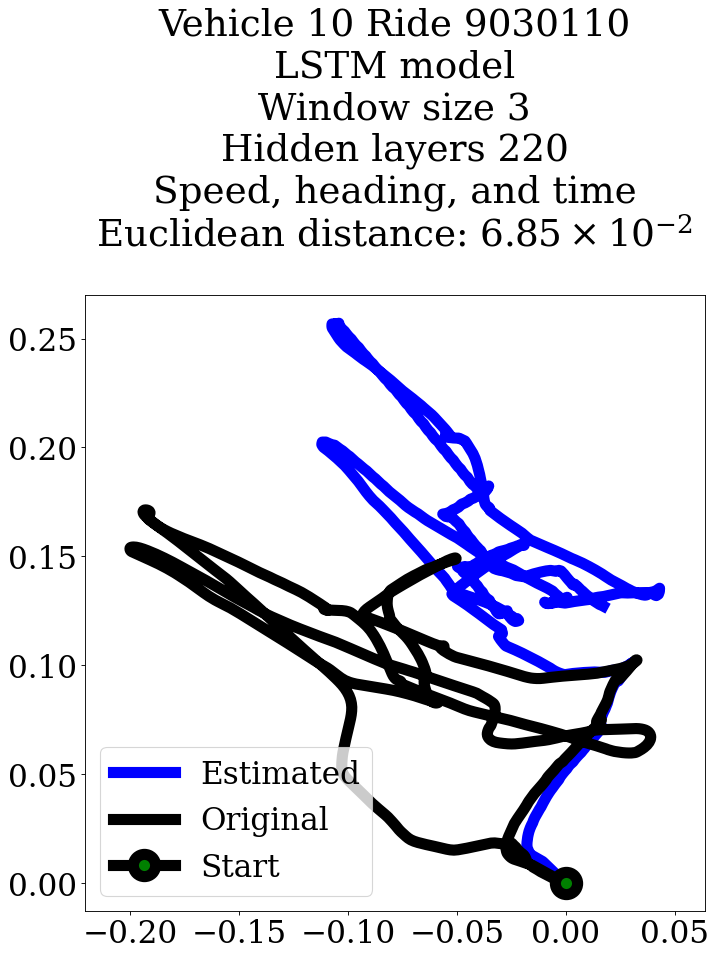 Vehicle 10 Ride 9030110
LSTM model
Window size 3
Hidden layers 220
Speed, heading, and time
Euclidean distance: 6.85 × 10⁻²
0.25
0.20
0.15
0.10
0.05
0.00
Estimated
Original
Start
−0.20 −0.15 −0.10 −0.05 0.00 0.05